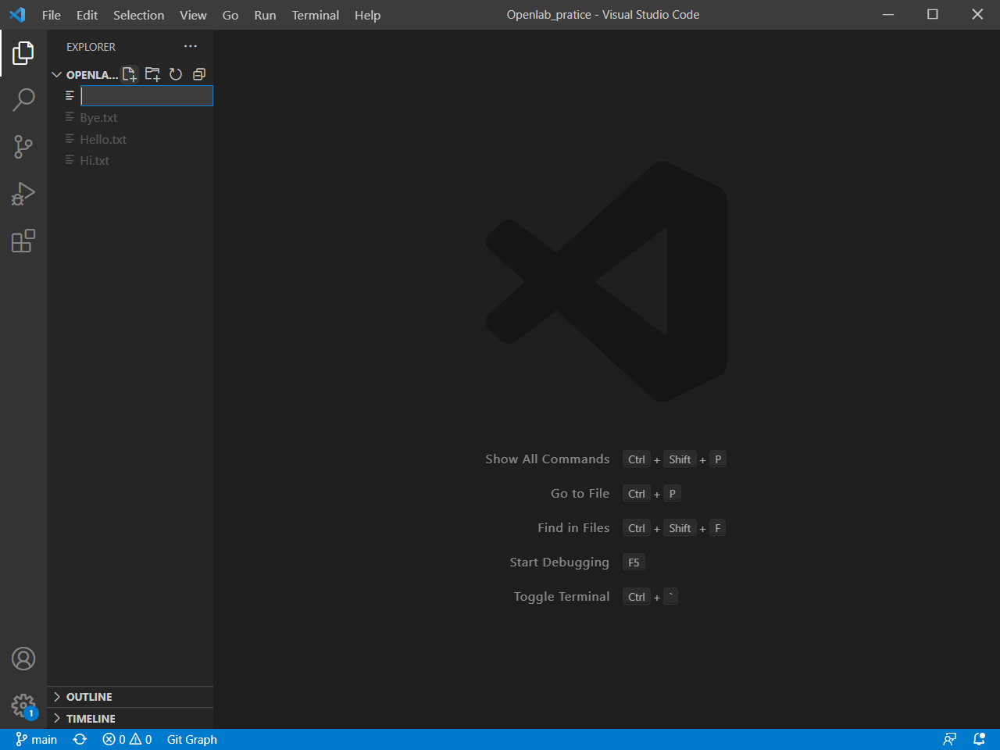 File Edit Selection View Go Run Terminal Help Openlab_pratice - Visual Studio Code
EXPLORER
OPENLA...
Bye.txt
Hello.txt
Hi.txt
Show All Commands Ctrl + Shift + P
Go to File Ctrl + P
Find in Files Ctrl + Shift + F
Start Debugging F5
Toggle Terminal Ctrl + `
OUTLINE
1
TIMELINE
main 0 0 Git Graph